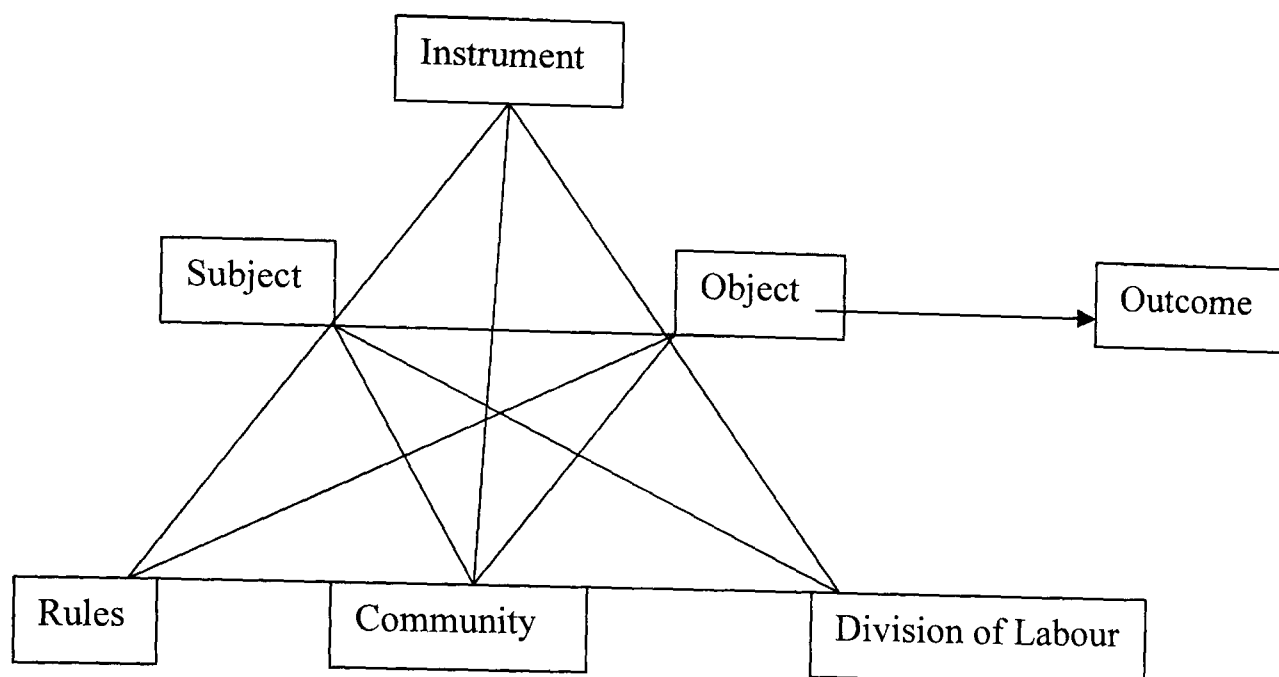 Instrument
Subject
Object
Outcome
Rules
Community
Division of Labour